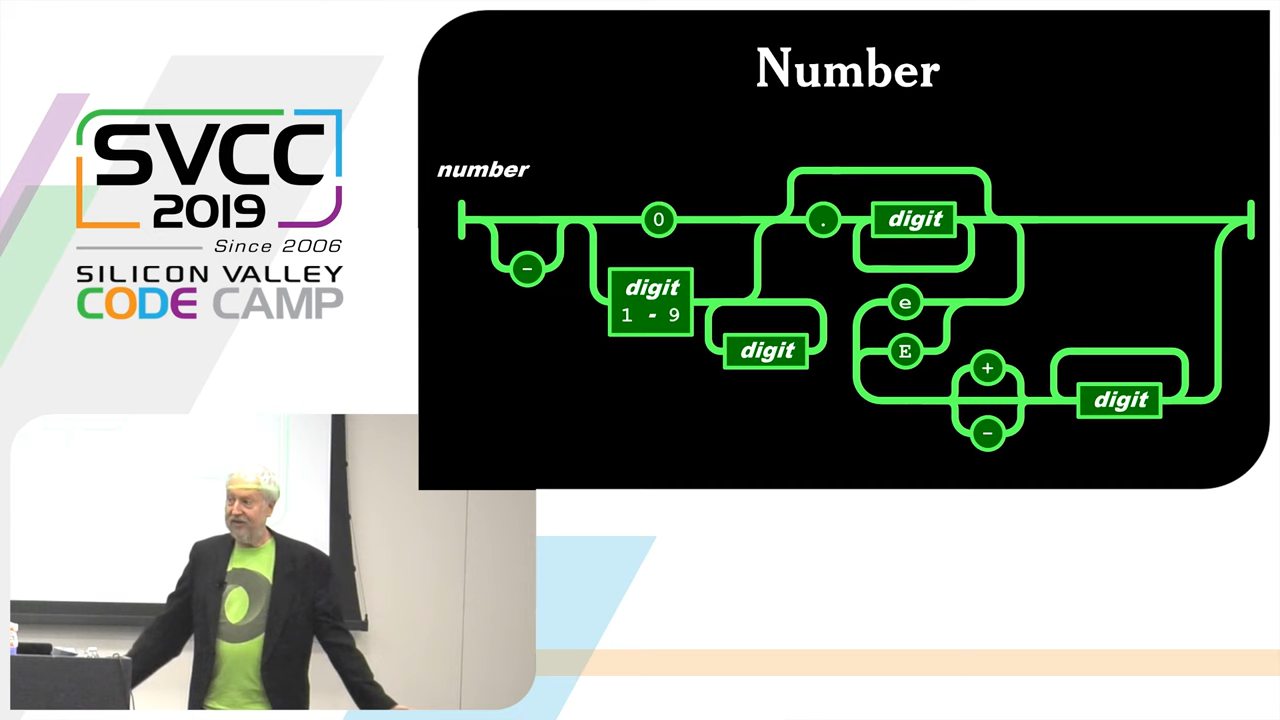 SVCC
2019
Since 2006
SILICON VALLEY
CODE CAMP
Number
number
0
.
digit
-
digit
1 - 9
digit
e
E
+
-
digit